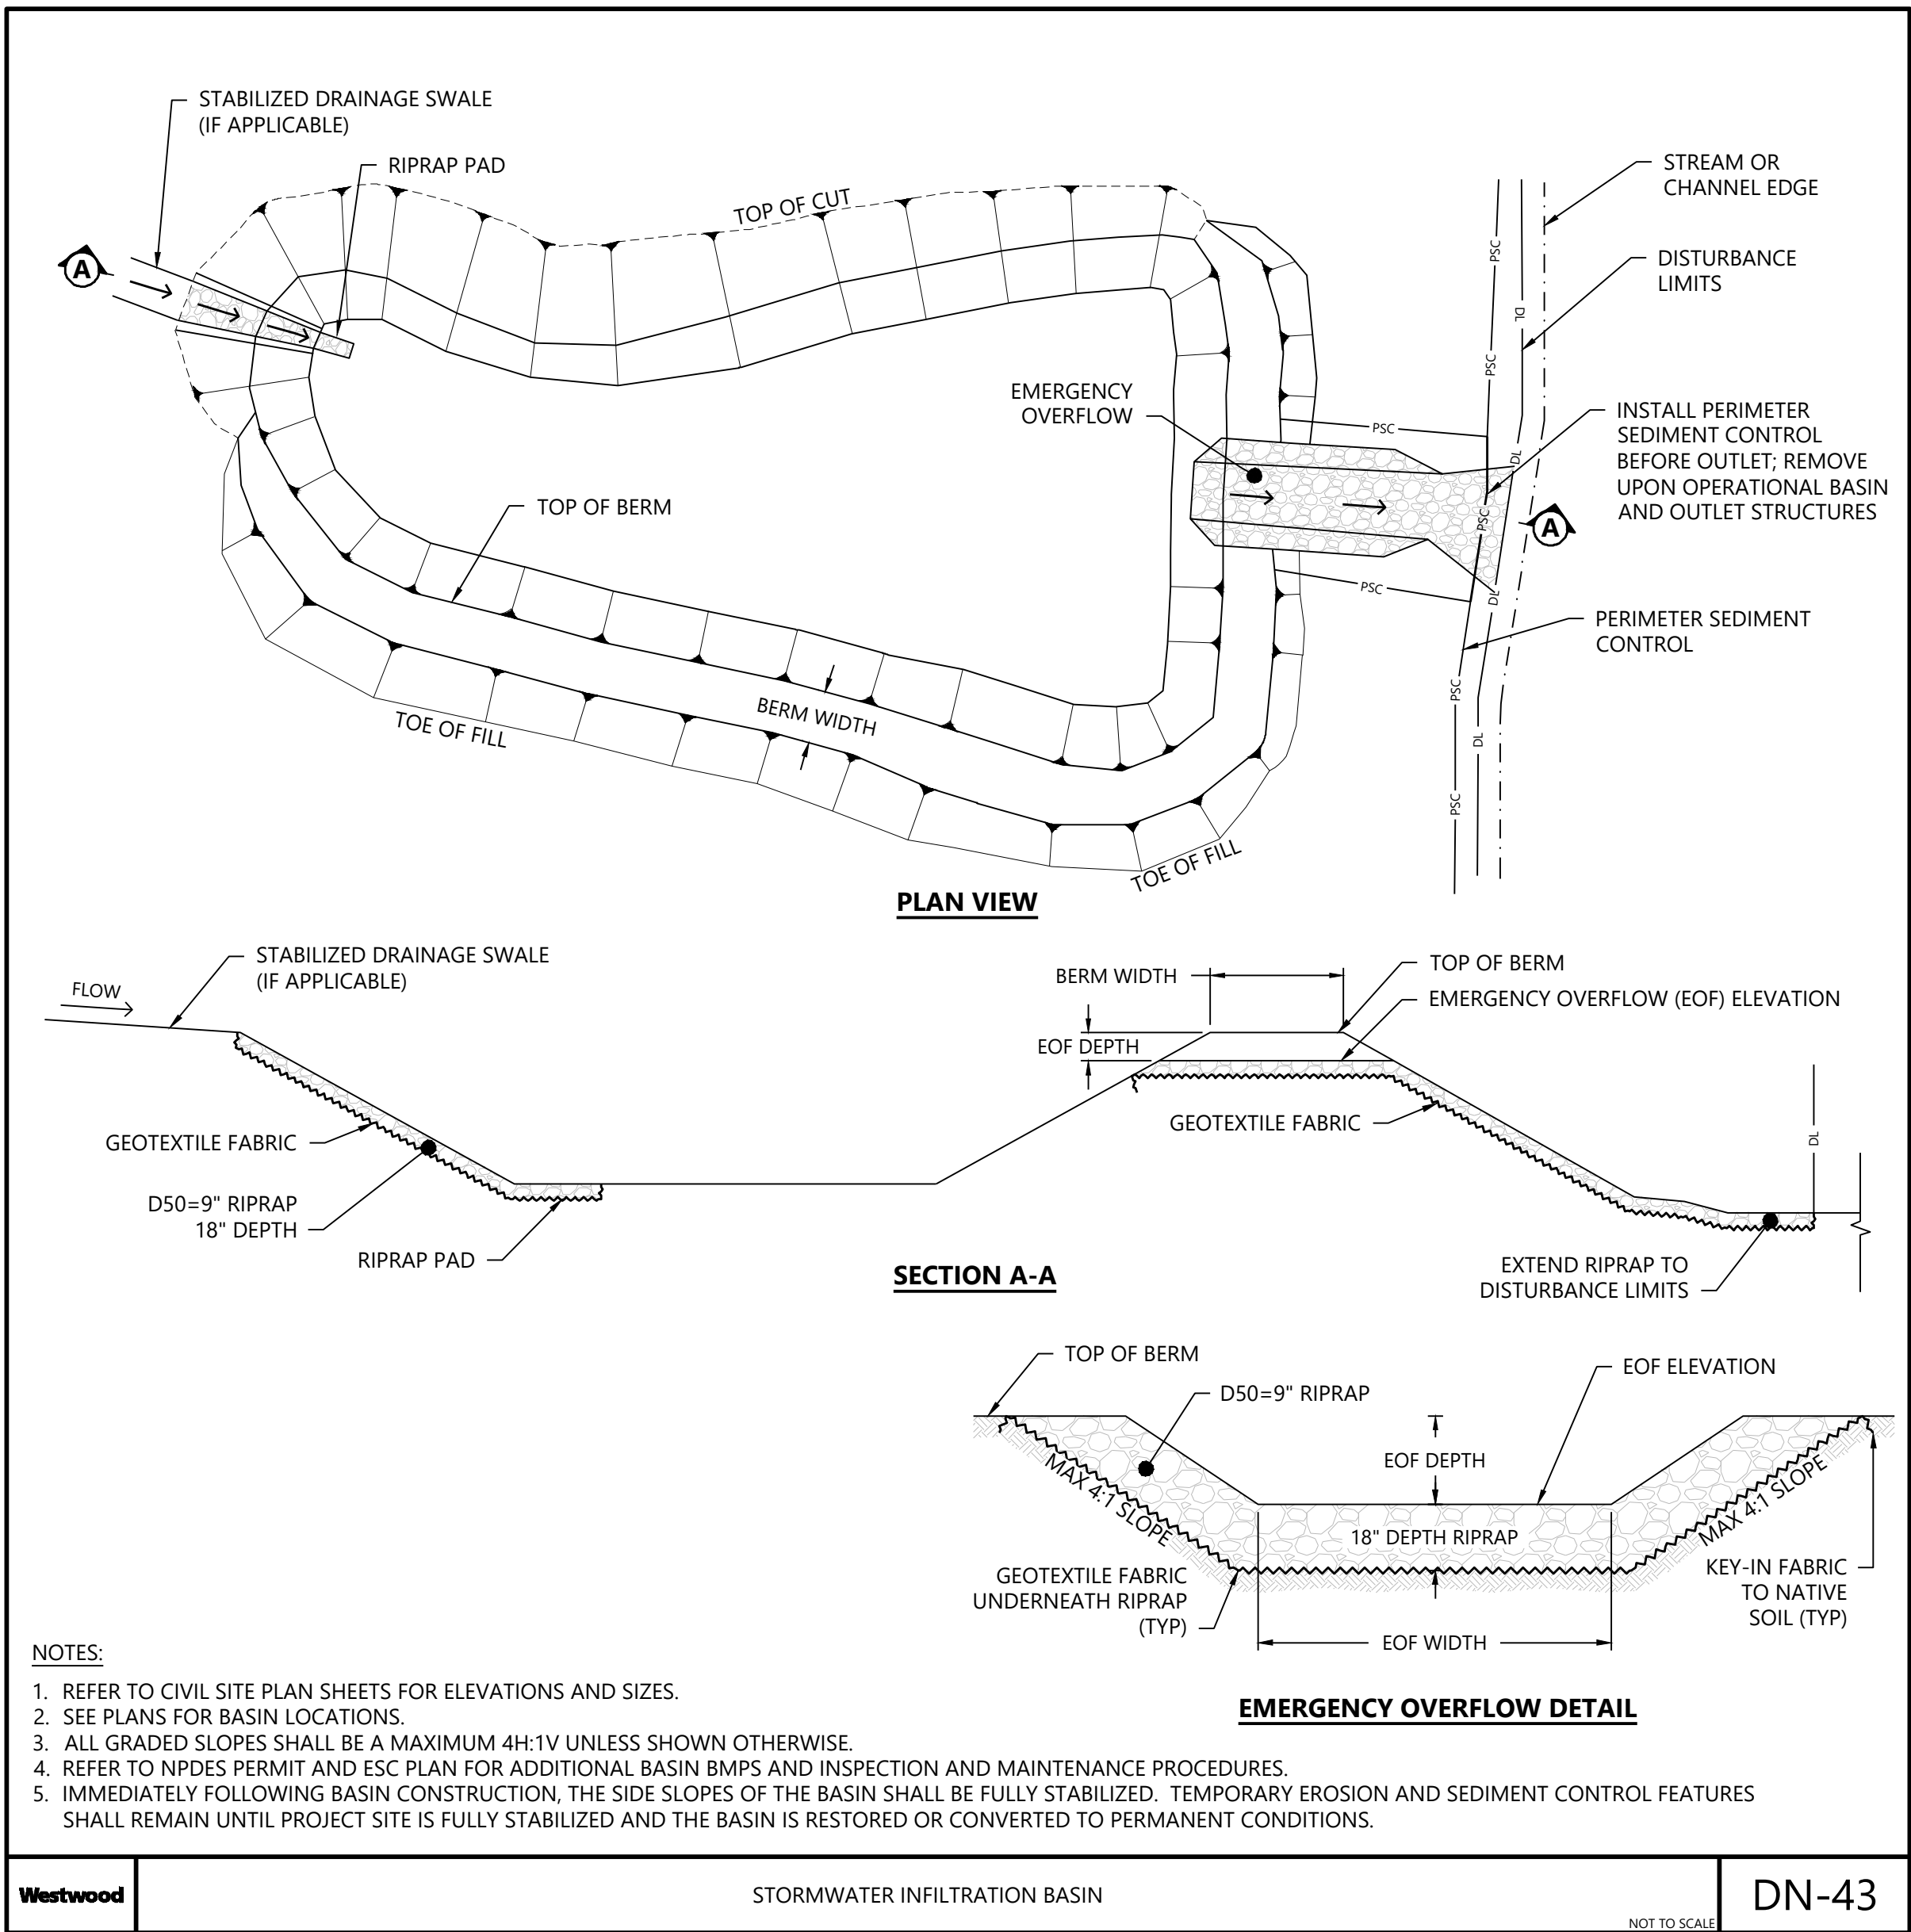 STABILIZED DRAINAGE SWALE
(IF APPLICABLE)
RIPRAP PAD
TOP OF CUT
STREAM OR
CHANNEL EDGE
A
PSC
DISTURBANCE
LIMITS
DL
PSC
EMERGENCY
OVERFLOW
INSTALL PERIMETER
SEDIMENT CONTROL
BEFORE OUTLET; REMOVE
UPON OPERATIONAL BASIN
AND OUTLET STRUCTURES
PSC
DL
TOP OF BERM
PSC
A
PSC
DL
PERIMETER SEDIMENT
CONTROL
BERM WIDTH
TOE OF FILL
PSC
DL
PSC
TOE OF FILL
PLAN VIEW
STABILIZED DRAINAGE SWALE
(IF APPLICABLE)
FLOW
BERM WIDTH
TOP OF BERM
EMERGENCY OVERFLOW (EOF) ELEVATION
EOF DEPTH
GEOTEXTILE FABRIC
GEOTEXTILE FABRIC
DL
D50=9" RIPRAP
18" DEPTH
RIPRAP PAD
EXTEND RIPRAP TO
DISTURBANCE LIMITS
SECTION A-A
TOP OF BERM
D50=9" RIPRAP
EOF ELEVATION
EOF DEPTH
MAX 4:1 SLOPE
MAX 4:1 SLOPE
18" DEPTH RIPRAP
GEOTEXTILE FABRIC
UNDERNEATH RIPRAP
(TYP)
KEY-IN FABRIC
TO NATIVE
SOIL (TYP)
EOF WIDTH
EMERGENCY OVERFLOW DETAIL
NOTES:
1. REFER TO CIVIL SITE PLAN SHEETS FOR ELEVATIONS AND SIZES.
2. SEE PLANS FOR BASIN LOCATIONS.
3. ALL GRADED SLOPES SHALL BE A MAXIMUM 4H:1V UNLESS SHOWN OTHERWISE.
4. REFER TO NPDES PERMIT AND ESC PLAN FOR ADDITIONAL BASIN BMPS AND INSPECTION AND MAINTENANCE PROCEDURES.
5. IMMEDIATELY FOLLOWING BASIN CONSTRUCTION, THE SIDE SLOPES OF THE BASIN SHALL BE FULLY STABILIZED. TEMPORARY EROSION AND SEDIMENT CONTROL FEATURES
SHALL REMAIN UNTIL PROJECT SITE IS FULLY STABILIZED AND THE BASIN IS RESTORED OR CONVERTED TO PERMANENT CONDITIONS.
Westwood
STORMWATER INFILTRATION BASIN
NOT TO SCALE
DN-43